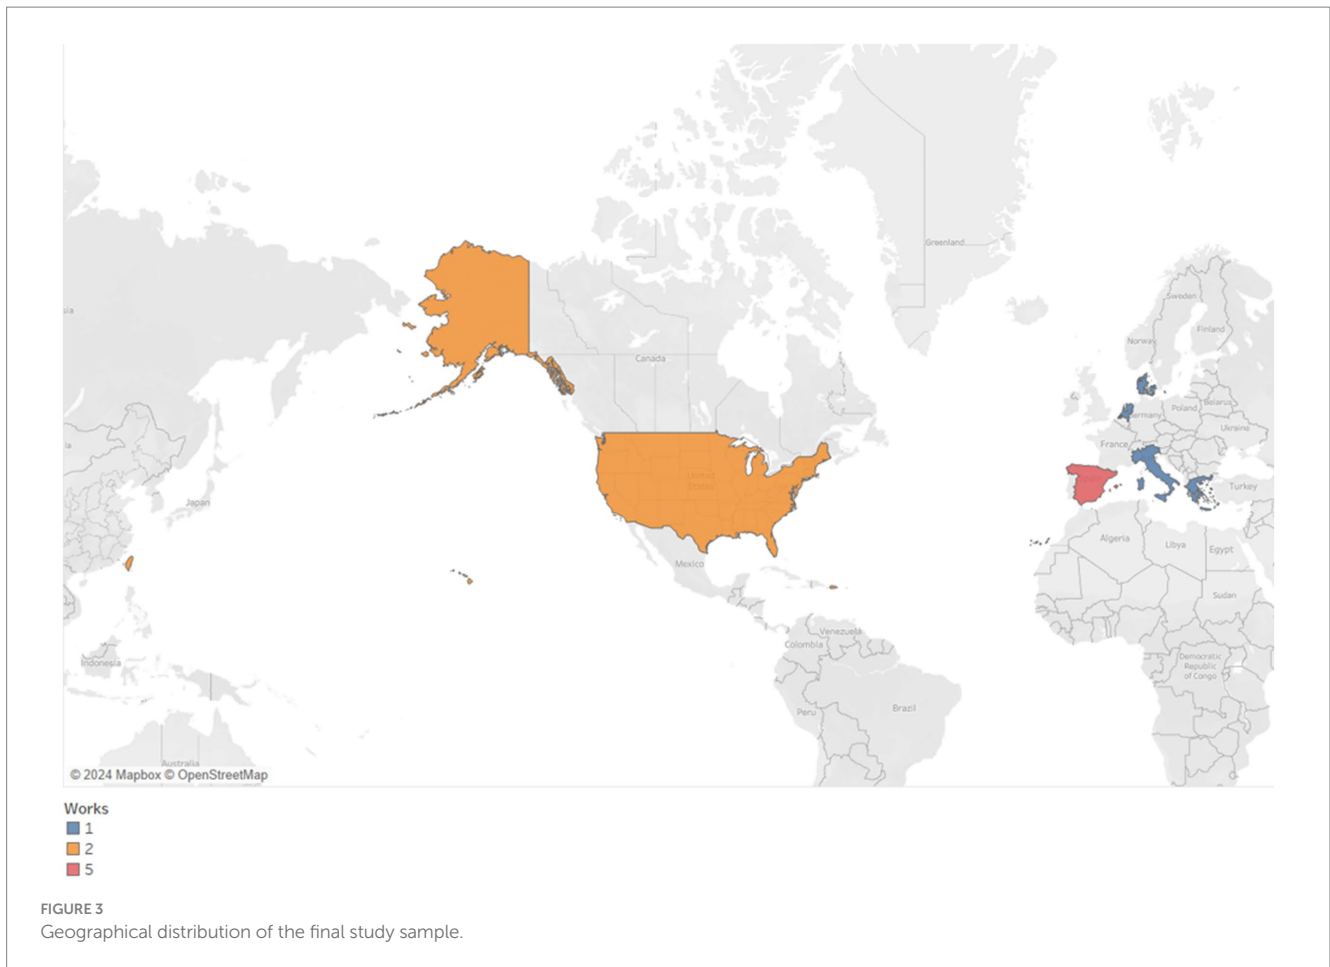 Greenland
Sweden
Finland
Norway
Canada
Poland
Belarus
Germany
Ukraine
France
United
States
Turkey
Japan
Algeria
Libya
Egypt
Mexico
Sudan
Venezuela
Colombia
Indonesia
Democratic
Republic
of Congo
Peru
Brazil
Australia
© 2024 Mapbox © OpenStreetMap
Works
1
2
5
FIGURE 3
Geographical distribution of the final study sample.